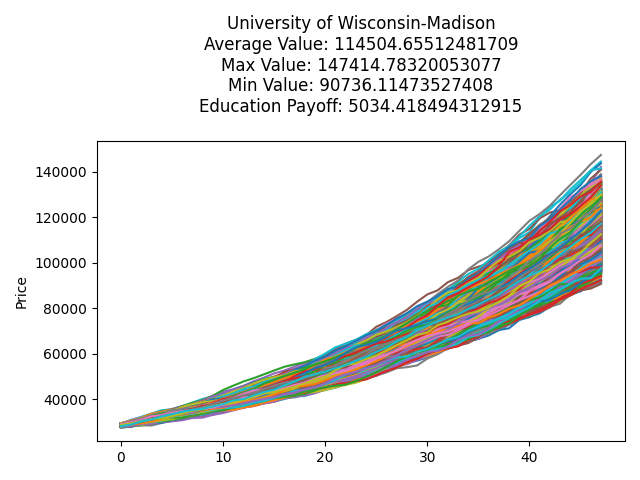 University of Wisconsin-Madison
Average Value: 114504.65512481709
Max Value: 147414.78320053077
Min Value: 90736.11473527408
Education Payoff: 5034.418494312915
140000
120000
100000
80000
60000
40000
Price
0 10 20 30 40